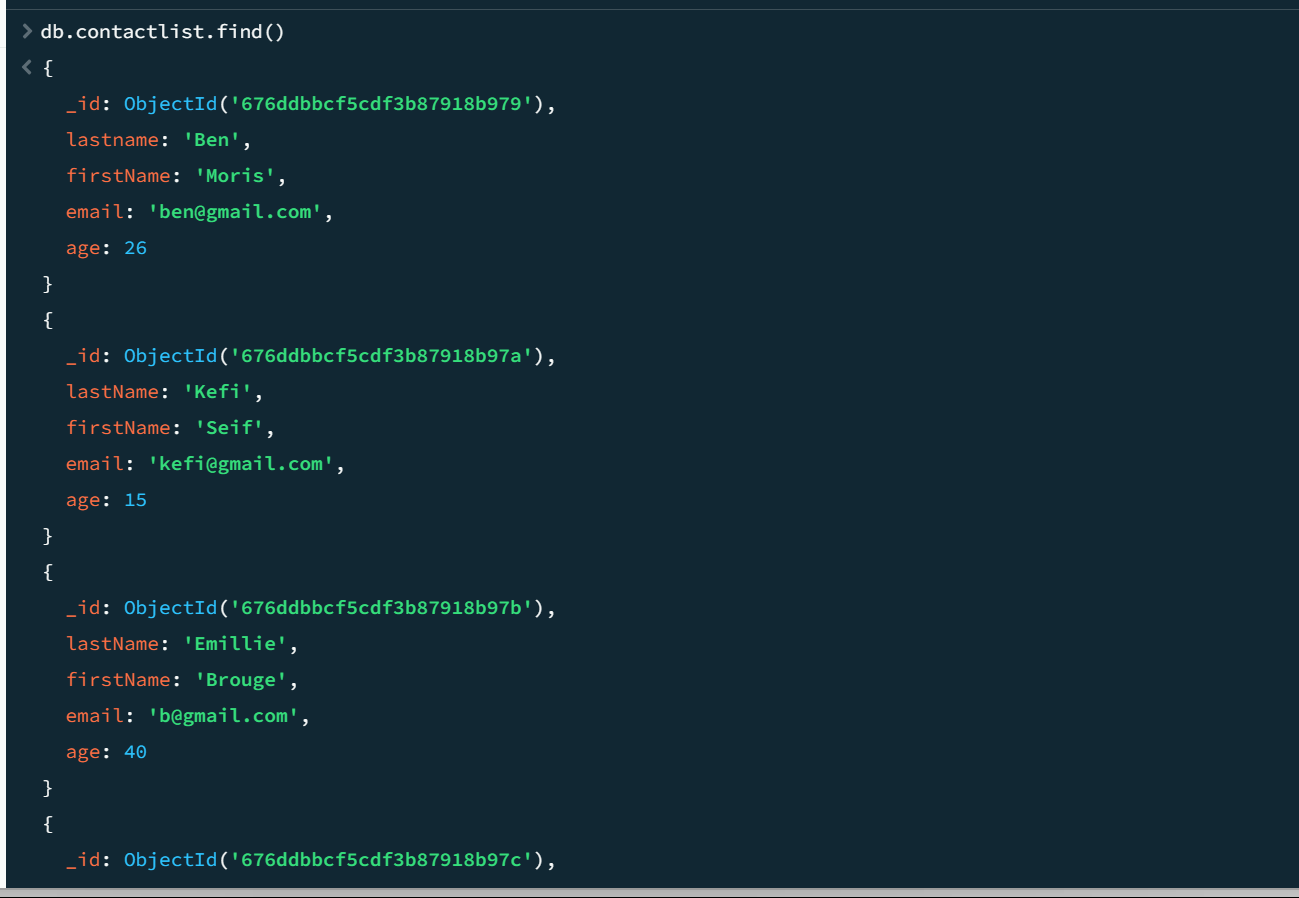 > db.contactlist.find()
< {
_id: ObjectId('676ddbbcf5cdf3b87918b979'),
lastname: 'Ben',
firstName: 'Moris',
email: 'ben@gmail.com',
age: 26
}
{
_id: ObjectId('676ddbbcf5cdf3b87918b97a'),
lastName: 'Kefi',
firstName: 'Seif',
email: 'kefi@gmail.com',
age: 15
}
{
_id: ObjectId('676ddbbcf5cdf3b87918b97b'),
lastName: 'Emillie',
firstName: 'Brouge',
email: 'b@gmail.com',
age: 40
}
{
_id: ObjectId('676ddbbcf5cdf3b87918b97c'),